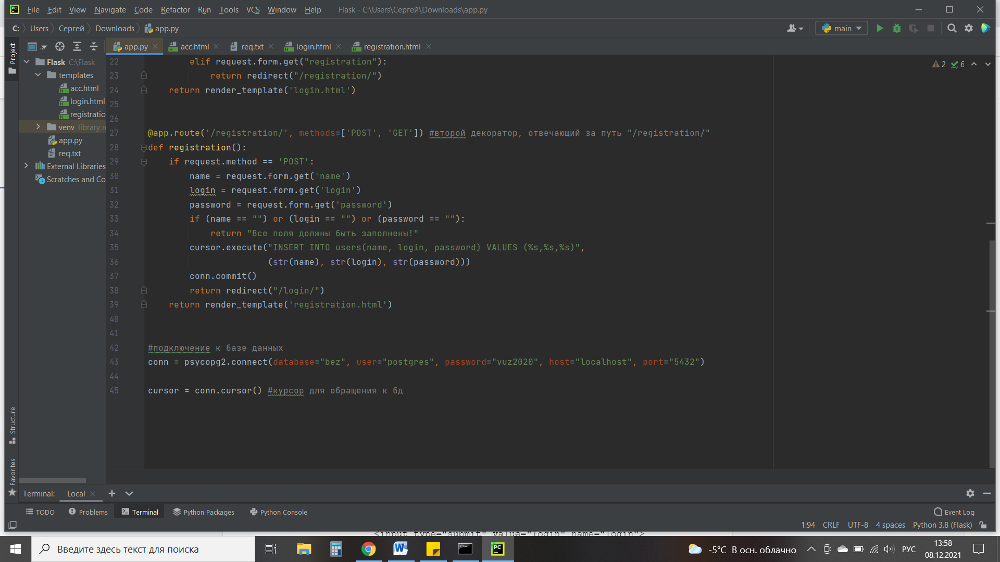 File Edit View Navigate Code Refactor Run Tools VCS Window Help Flask - C:\Users\Сергей\Downloads\app.py
C: Users Сергей Downloads app.py main
app.py acc.html req.txt login.html registration.html
Project
Flask C:\Flask
templates
acc.html
login.html
registratio
venv library r
app.py
req.txt
External Libraries
Scratches and Co
2 6
22 elif request.form.get("registration"):
23 return redirect("/registration/")
24 return render_template('login.html')
25
26
27 @app.route('/registration/', methods=['POST', 'GET']) #второй декоратор, отвечающий за путь "/registration/"
28 def registration():
29 if request.method == 'POST':
30 name = request.form.get('name')
31 login = request.form.get('login')
32 password = request.form.get('password')
33 if (name == "") or (login == "") or (password == ""):
34 return "Все поля должны быть заполнены!"
35 cursor.execute("INSERT INTO users(name, login, password) VALUES (%s,%s,%s)",
36 (str(name), str(login), str(password)))
37 conn.commit()
38 return redirect("/login/")
39 return render_template('registration.html')
40
41
42 #подключение к базе данных
43 conn = psycopg2.connect(database="bez", user="postgres", password="vuz2020", host="localhost", port="5432")
44
45 cursor = conn.cursor() #курсор для обращения к бд
Structure
Favorites
Terminal: Local
TODO Problems Terminal Python Packages Python Console Event Log
1:94 CRLF UTF-8 4 spaces Python 3.8 (Flask)
<input type="submit" value="login" name="login">
Введите здесь текст для поиска
-5°C В осн. облачно РУС 13:58
08.12.2021